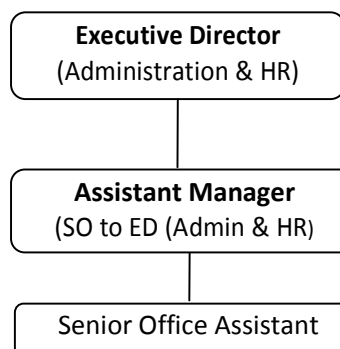 Executive Director
(Administration & HR)
Assistant Manager
(SO to ED (Admin & HR)
Senior Office Assistant